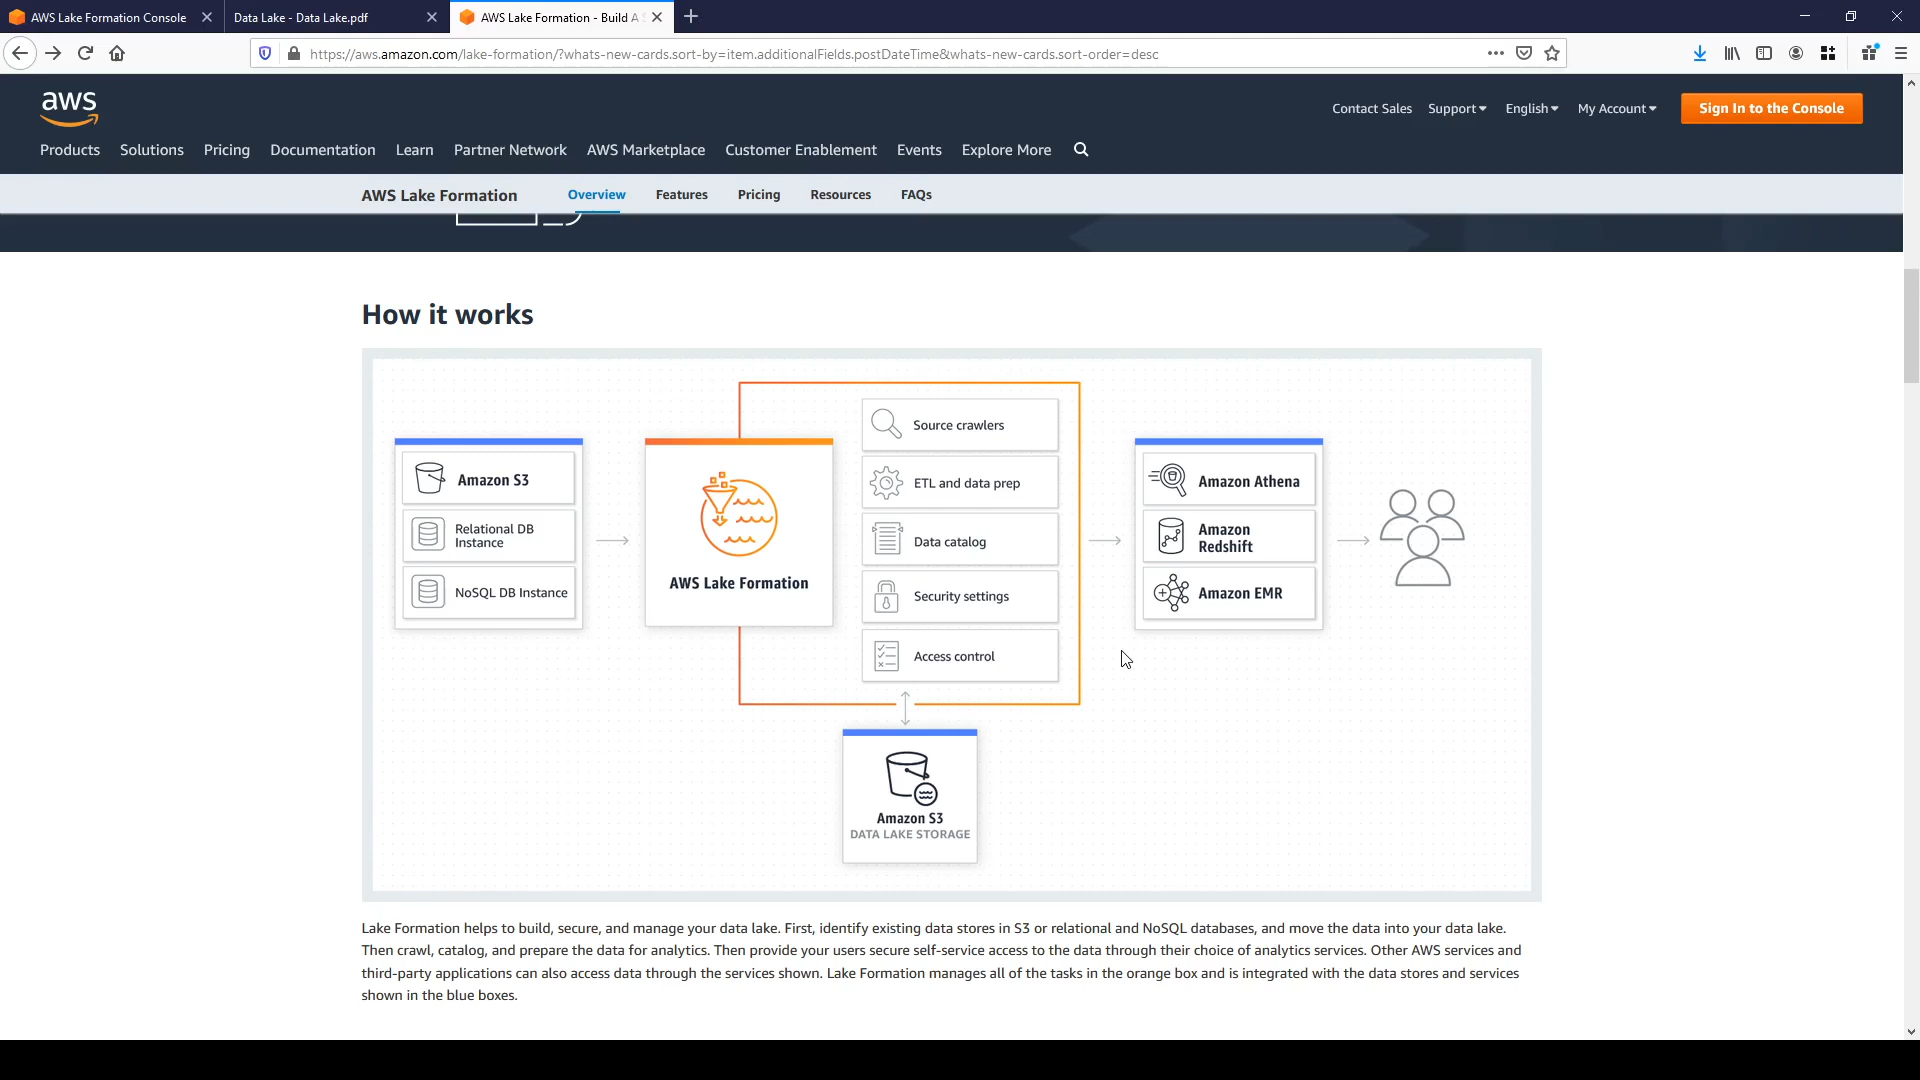 AWS Lake Formation Console
Data Lake - Data Lake.pdf
AWS Lake Formation - Build A S
https://aws.amazon.com/lake-formation/?whats-new-cards.sort-by=item.additionalFields.postDateTime&whats-new-cards.sort-order=desc
aws
Contact Sales Support English My Account Sign In to the Console
Products Solutions Pricing Documentation Learn Partner Network AWS Marketplace Customer Enablement Events Explore More
AWS Lake Formation Overview Features Pricing Resources FAQs
How it works
Amazon S3
Relational DB
Instance
NoSQL DB Instance
AWS Lake Formation
Source crawlers
ETL and data prep
Data catalog
Security settings
Access control
Amazon Athena
Amazon
Redshift
Amazon EMR
Amazon S3
DATA LAKE STORAGE
Lake Formation helps to build, secure, and manage your data lake. First, identify existing data stores in S3 or relational and NoSQL databases, and move the data into your data lake.
Then crawl, catalog, and prepare the data for analytics. Then provide your users secure self-service access to the data through their choice of analytics services. Other AWS services and
third-party applications can also access data through the services shown. Lake Formation manages all of the tasks in the orange box and is integrated with the data stores and services
shown in the blue boxes.